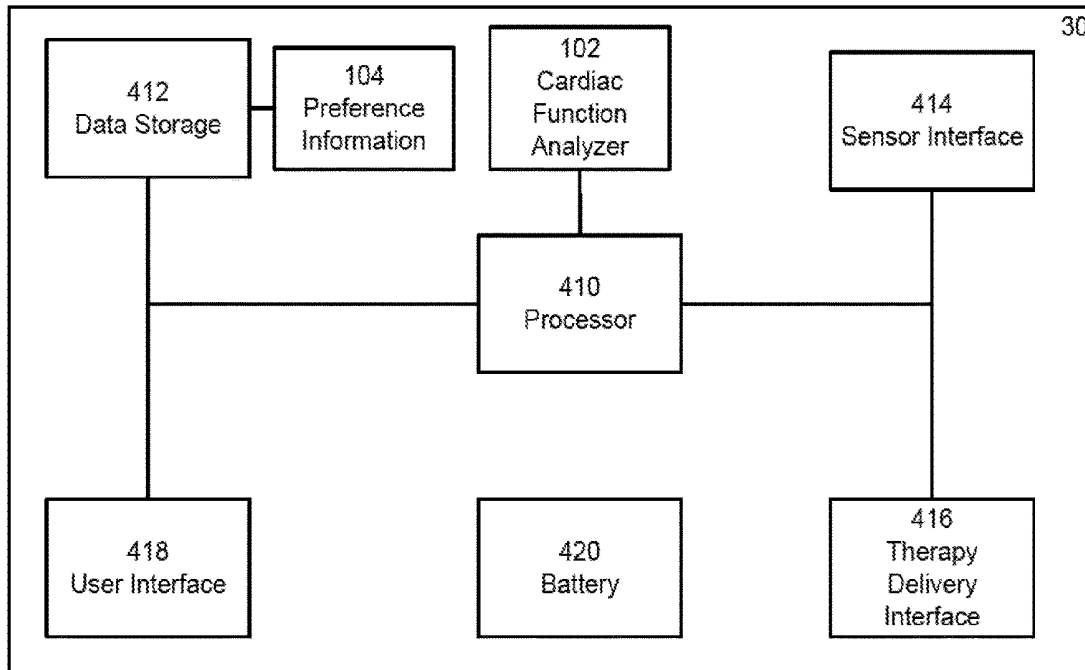 30
412
Data Storage
104
Preference
Information
102
Cardiac
Function
Analyzer
414
Sensor Interface
410
Processor
418
User Interface
420
Battery
416
Therapy
Delivery
Interface